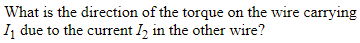 What is the direction of the torque on the wire carrying
I₁ due to the current I₂ in the other wire?